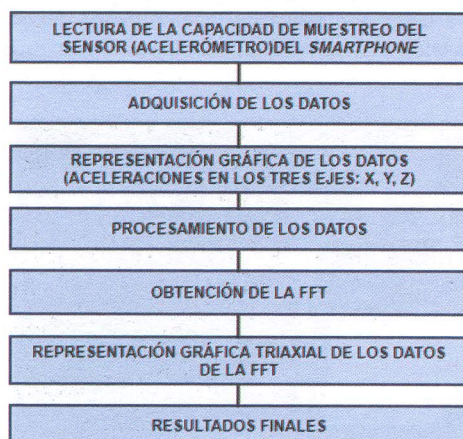 LECTURA DE LA CAPACIDAD DE MUESTREO DEL
SENSOR (ACELERÓMETRO)DEL SMARTPHONE
ADQUISICIÓN DE LOS DATOS
REPRESENTACIÓN GRÁFICA DE LOS DATOS
(ACELERACIONES EN LOS TRES EJES: X, Y, Z)
PROCESAMIENTO DE LOS DATOS
OBTENCIÓN DE LA FFT
REPRESENTACIÓN GRÁFICA TRIAXIAL DE LOS DATOS
DE LA FFT
RESULTADOS FINALES